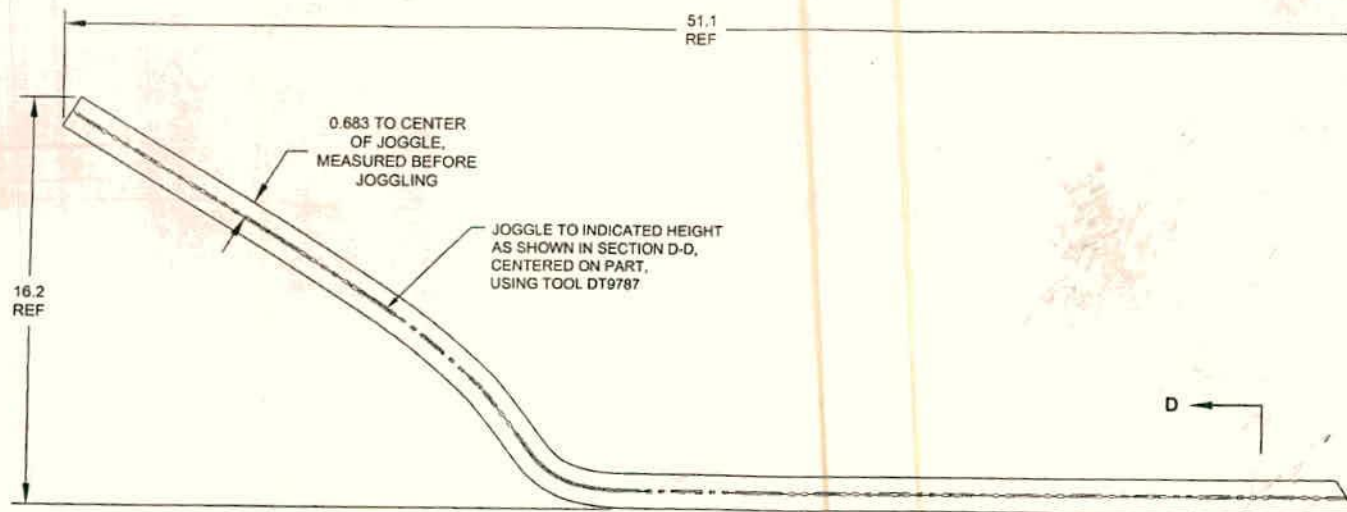 51.1
REF
0.683 TO CENTER
OF JOGGLE,
MEASURED BEFORE
JOGGLING
JOGGLE TO INDICATED HEIGHT
AS SHOWN IN SECTION D-D,
CENTERED ON PART,
USING TOOL DT9787
16.2
REF
D